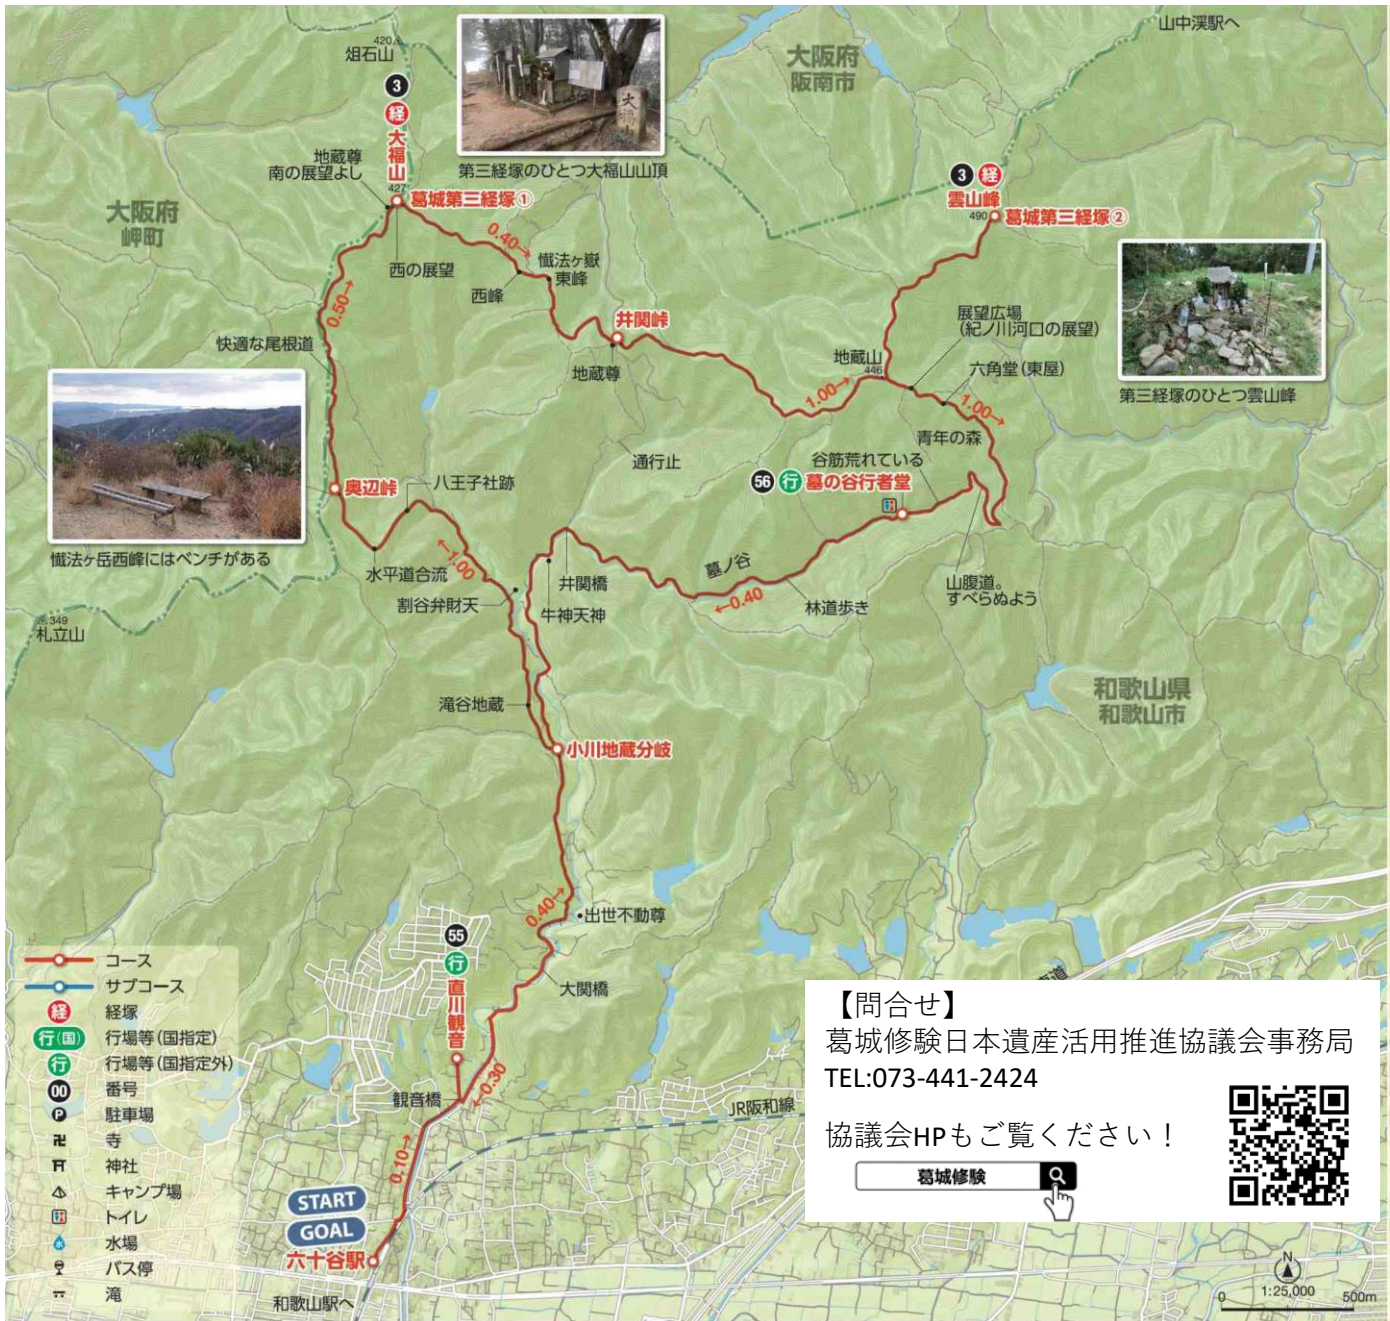 山中渓駅へ
420
俎石山
大阪府
阪南市
3
経
大福山
大福山
第三経塚のひとつ大福山山頂
地蔵尊
南の展望よし
427
葛城第三経塚①
3
経
雲山峰
490
葛城第三経塚②
大阪府
岬町
0.40→
懴法ヶ嶽
東峰
西の展望
西峰
0.50→
井関峠
展望広場
(紀ノ川河口の展望)
快適な尾根道
地蔵尊
地蔵山
446
六角堂(東屋)
第三経塚のひとつ雲山峰
1.00→
1.00→
青年の森
通行止
谷筋荒れている
56
行
墓の谷行者堂
奥辺峠
八王子社跡
懴法ヶ岳西峰にはベンチがある
←1.00
水平道合流
井関橋
墓ノ谷
山腹道。
すべらぬよう
割谷弁財天
牛神天神
←0.40
林道歩き
349
札立山
滝谷地蔵
和歌山県
和歌山市
小川地蔵分岐
0.40→
出世不動尊
55
行
直川観音
大関橋
観音橋
←0.30
JR阪和線
0.10→
START
GOAL
六十谷駅
和歌山駅へ
コース
サブコース
経
経塚
行(国)
行場等(国指定)
行
行場等(国指定外)
00
番号
P
駐車場
卍
寺
神社
キャンプ場
トイレ
水
水場
バス停
滝
【問合せ】
葛城修験日本遺産活用推進協議会事務局
TEL:073-441-2424
協議会HPもご覧ください！
葛城修験
N
1:25,000
0
500m